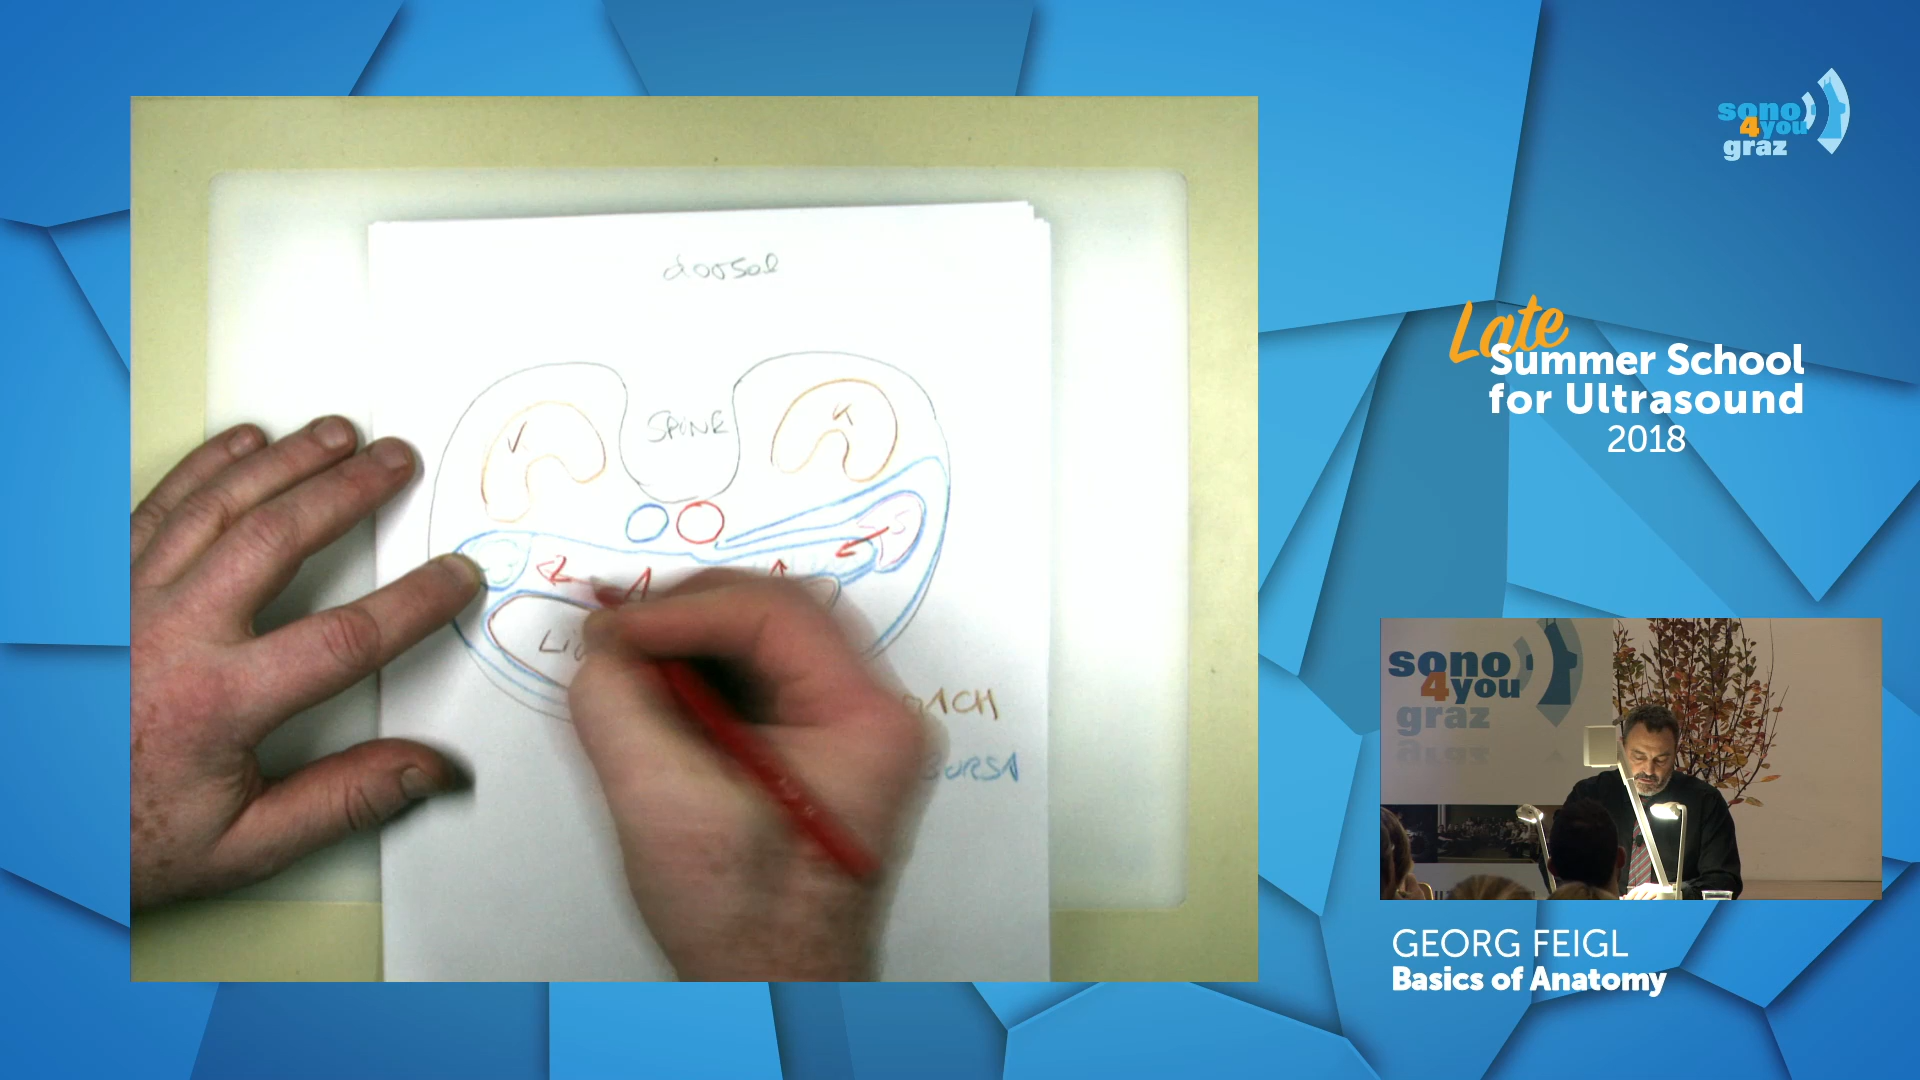 dorsal
K
SPINE
K
S
BURSA
sono
4you
graz
Late
Summer School
for Ultrasound
2018
sono
4you
graz
GEORG FEIGL
Basics of Anatomy